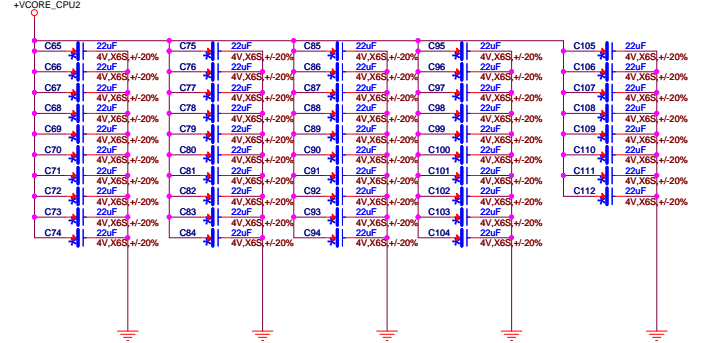 +VCORE_CPU2
C65 22uF
4V,X6S,+/-20%
C66 22uF
4V,X6S,+/-20%
C67 22uF
4V,X6S,+/-20%
C68 22uF
4V,X6S,+/-20%
C69 22uF
4V,X6S,+/-20%
C70 22uF
4V,X6S,+/-20%
C71 22uF
4V,X6S,+/-20%
C72 22uF
4V,X6S,+/-20%
C73 22uF
4V,X6S,+/-20%
C74 22uF
4V,X6S,+/-20%
C75 22uF
4V,X6S,+/-20%
C76 22uF
4V,X6S,+/-20%
C77 22uF
4V,X6S,+/-20%
C78 22uF
4V,X6S,+/-20%
C79 22uF
4V,X6S,+/-20%
C80 22uF
4V,X6S,+/-20%
C81 22uF
4V,X6S,+/-20%
C82 22uF
4V,X6S,+/-20%
C83 22uF
4V,X6S,+/-20%
C84 22uF
4V,X6S,+/-20%
C85 22uF
4V,X6S,+/-20%
C86 22uF
4V,X6S,+/-20%
C87 22uF
4V,X6S,+/-20%
C88 22uF
4V,X6S,+/-20%
C89 22uF
4V,X6S,+/-20%
C90 22uF
4V,X6S,+/-20%
C91 22uF
4V,X6S,+/-20%
C92 22uF
4V,X6S,+/-20%
C93 22uF
4V,X6S,+/-20%
C94 22uF
4V,X6S,+/-20%
C95 22uF
4V,X6S,+/-20%
C96 22uF
4V,X6S,+/-20%
C97 22uF
4V,X6S,+/-20%
C98 22uF
4V,X6S,+/-20%
C99 22uF
4V,X6S,+/-20%
C100 22uF
4V,X6S,+/-20%
C101 22uF
4V,X6S,+/-20%
C102 22uF
4V,X6S,+/-20%
C103 22uF
4V,X6S,+/-20%
C104 22uF
4V,X6S,+/-20%
C105 22uF
4V,X6S,+/-20%
C106 22uF
4V,X6S,+/-20%
C107 22uF
4V,X6S,+/-20%
C108 22uF
4V,X6S,+/-20%
C109 22uF
4V,X6S,+/-20%
C110 22uF
4V,X6S,+/-20%
C111 22uF
4V,X6S,+/-20%
C112 22uF
4V,X6S,+/-20%